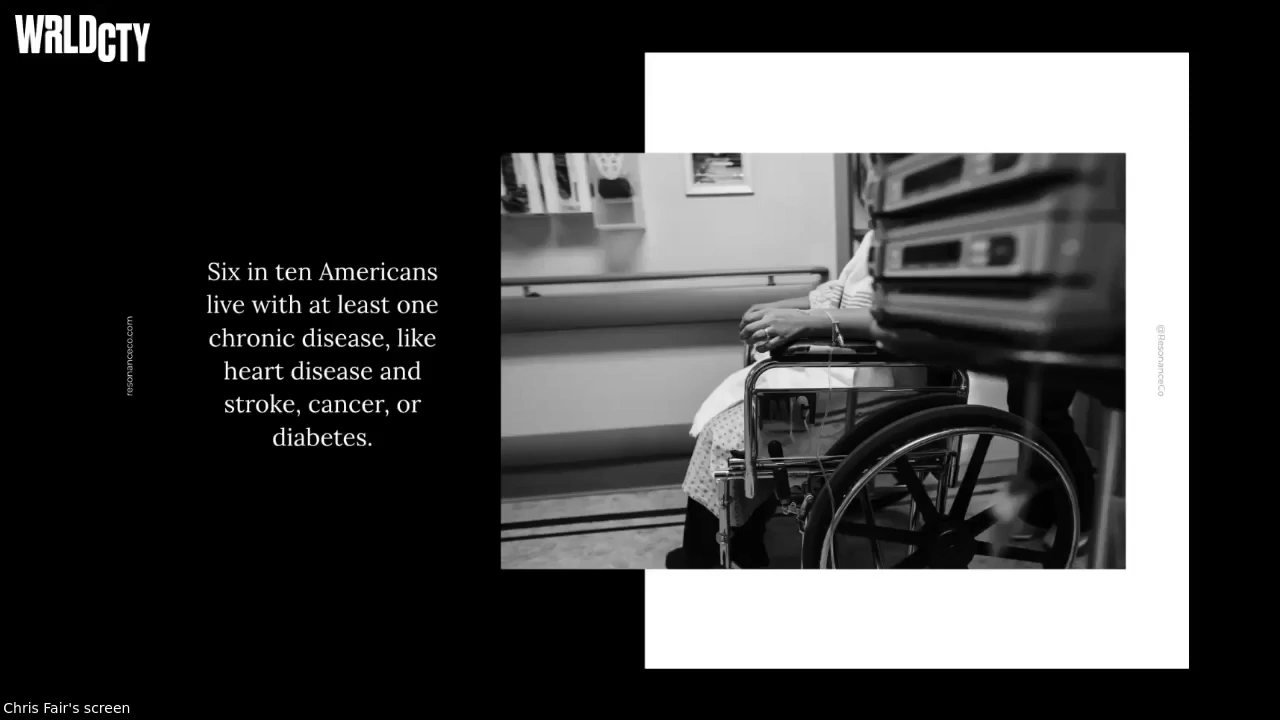 WRLDCTY
Six in ten Americans
live with at least one
chronic disease, like
heart disease and
stroke, cancer, or
diabetes.
resonanceco.com
@ResonanceCo
Chris Fair's screen